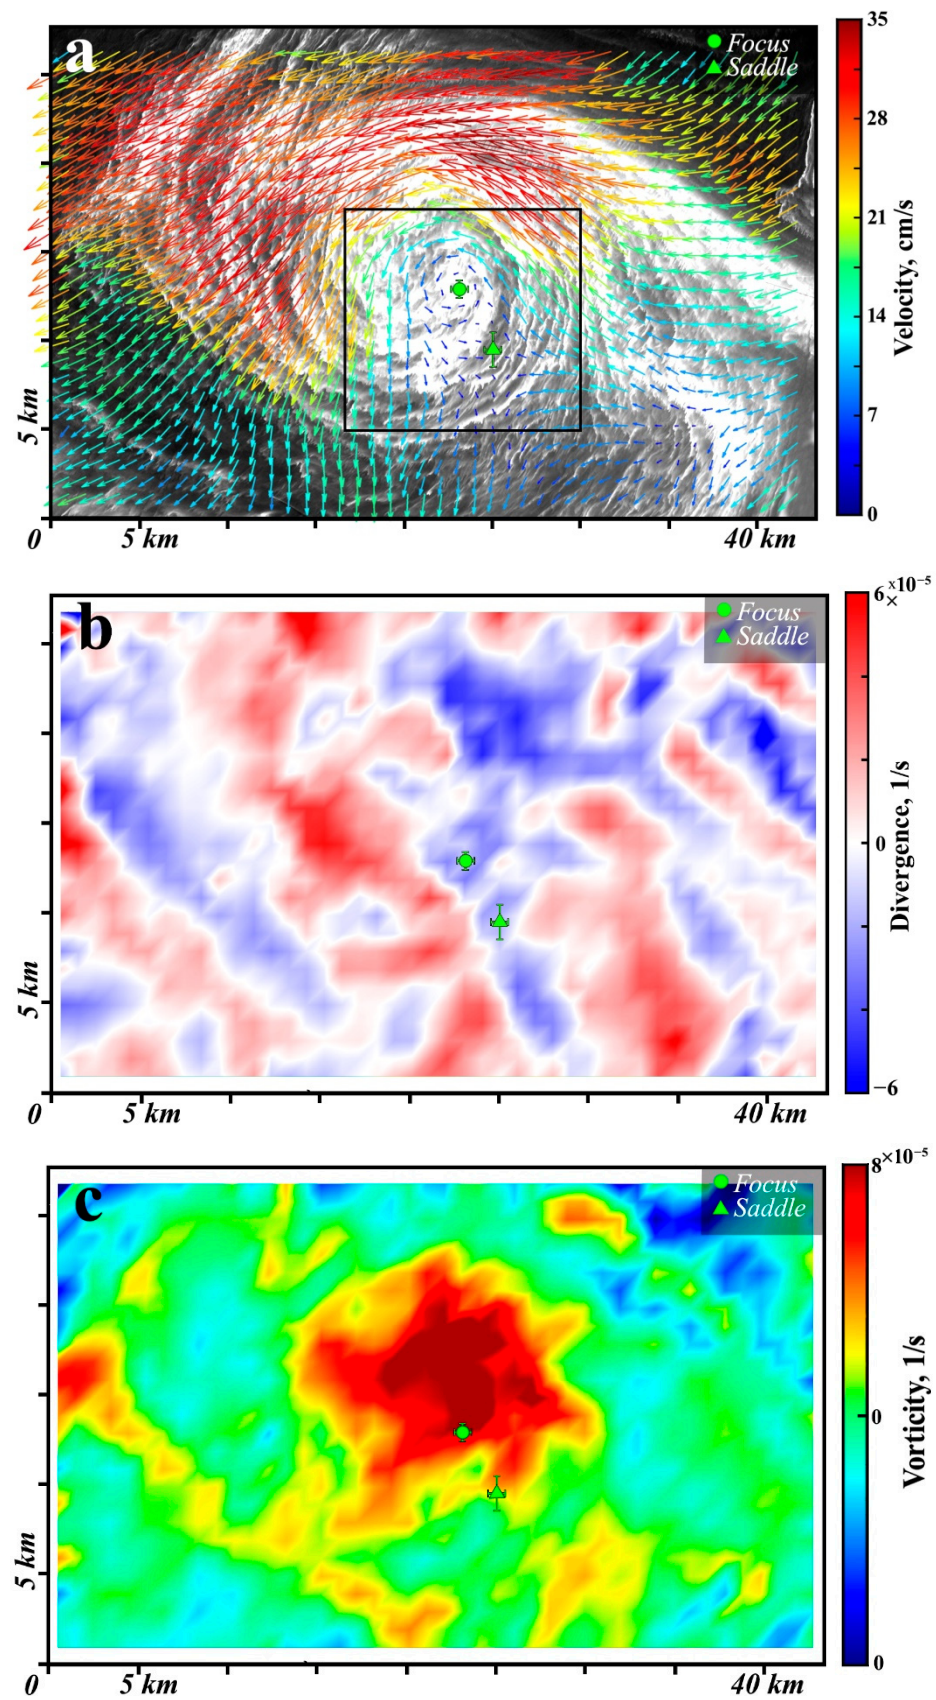 a
Focus
Saddle
35
28
21
14
7
0
Velocity, cm/s
5 km
0
5 km
40 km
b
Focus
Saddle
6 ×10⁻⁵
×
0
−6
Divergence, 1/s
5 km
0
5 km
40 km
c
Focus
Saddle
8×10⁻⁵
0
0
Vorticity, 1/s
5 km
0
5 km
40 km